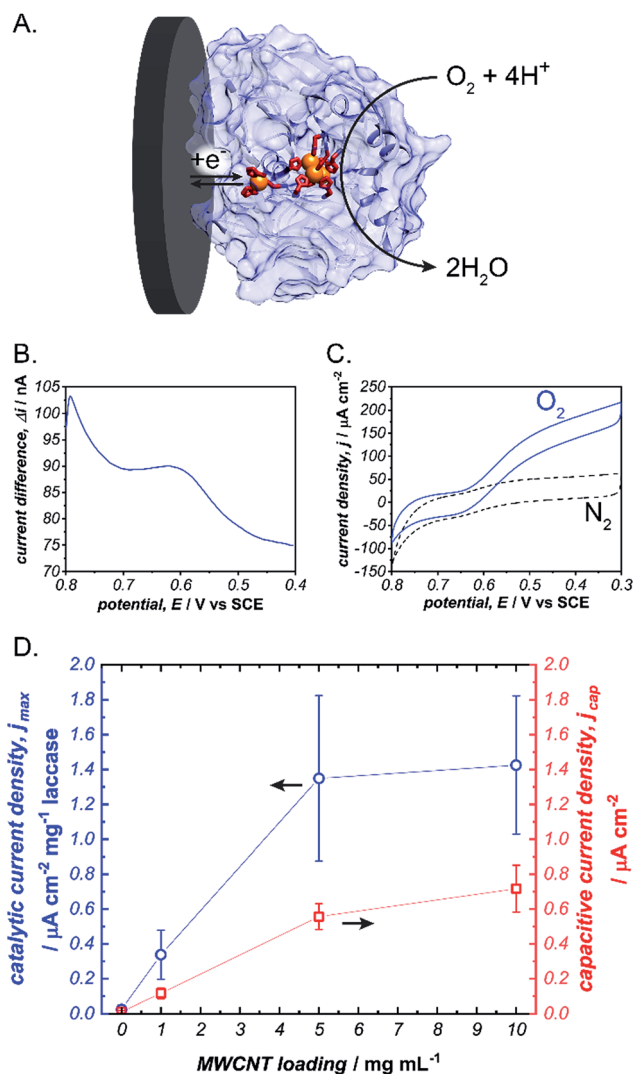 A.
O₂ + 4H⁺
+e⁻
2H₂O
B.
current difference, Δi / nA
105
100
95
90
85
80
75
70
0.8 0.7 0.6 0.5 0.4
potential, E / V vs SCE
C.
current density, j / μA cm⁻²
250
200
150
100
50
0
-50
-100
-150
O₂
N₂
0.8 0.7 0.6 0.5 0.4 0.3
potential, E / V vs SCE
D.
catalytic current density, j_max
/ μA cm⁻² mg⁻¹ laccase
2.0
1.8
1.6
1.4
1.2
1.0
0.8
0.6
0.4
0.2
0.0
2.0
1.8
1.6
1.4
1.2
1.0
0.8
0.6
0.4
0.2
0.0
capacitive current density, j_cap
/ μA cm⁻²
0 1 2 3 4 5 6 7 8 9 10
MWCNT loading / mg mL⁻¹